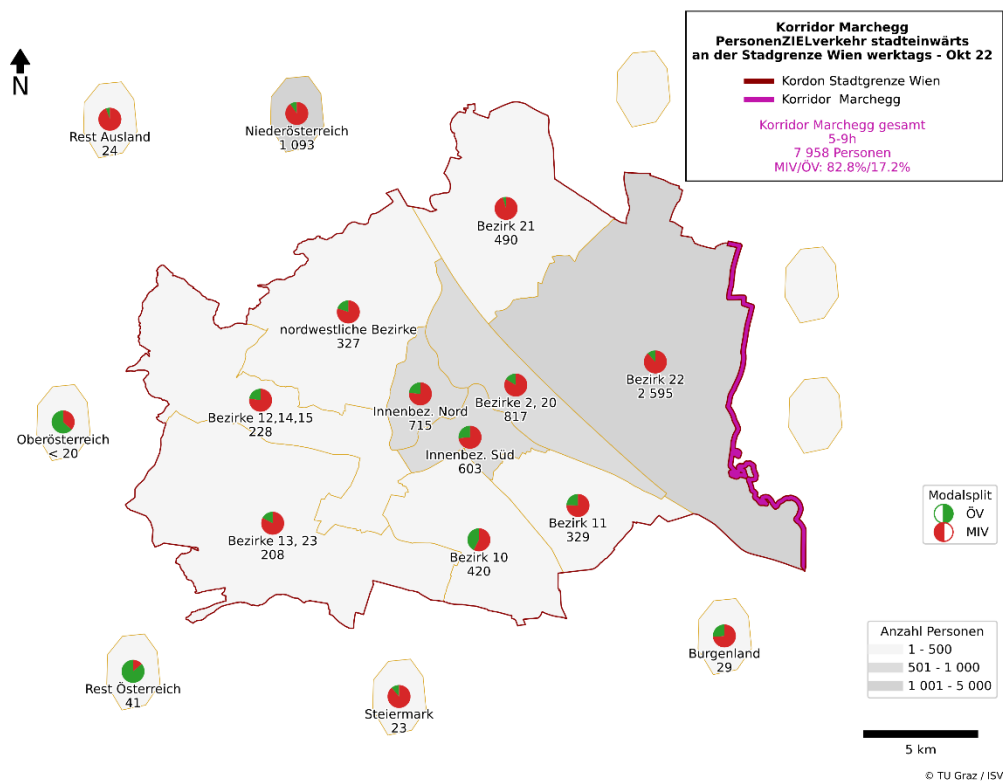 Korridor Marchegg
PersonenZIELverkehr stadteinwärts
an der Stadgrenze Wien werktags - Okt 22
Kordon Stadtgrenze Wien
Korridor Marchegg
Korridor Marchegg gesamt
5-9h
7 958 Personen
MIV/ÖV: 82.8%/17.2%
N
Rest Ausland
24
Niederösterreich
1 093
Bezirk 21
490
nordwestliche Bezirke
327
Bezirk 22
2 595
Bezirke 12,14,15
228
Innenbez. Nord
715
Bezirke 2, 20
817
Oberösterreich
< 20
Innenbez. Süd
603
Bezirke 13, 23
208
Bezirk 10
420
Bezirk 11
329
Modalsplit
ÖV
MIV
Burgenland
29
Rest Österreich
41
Steiermark
23
Anzahl Personen
1 - 500
501 - 1 000
1 001 - 5 000
5 km
© TU Graz / ISV